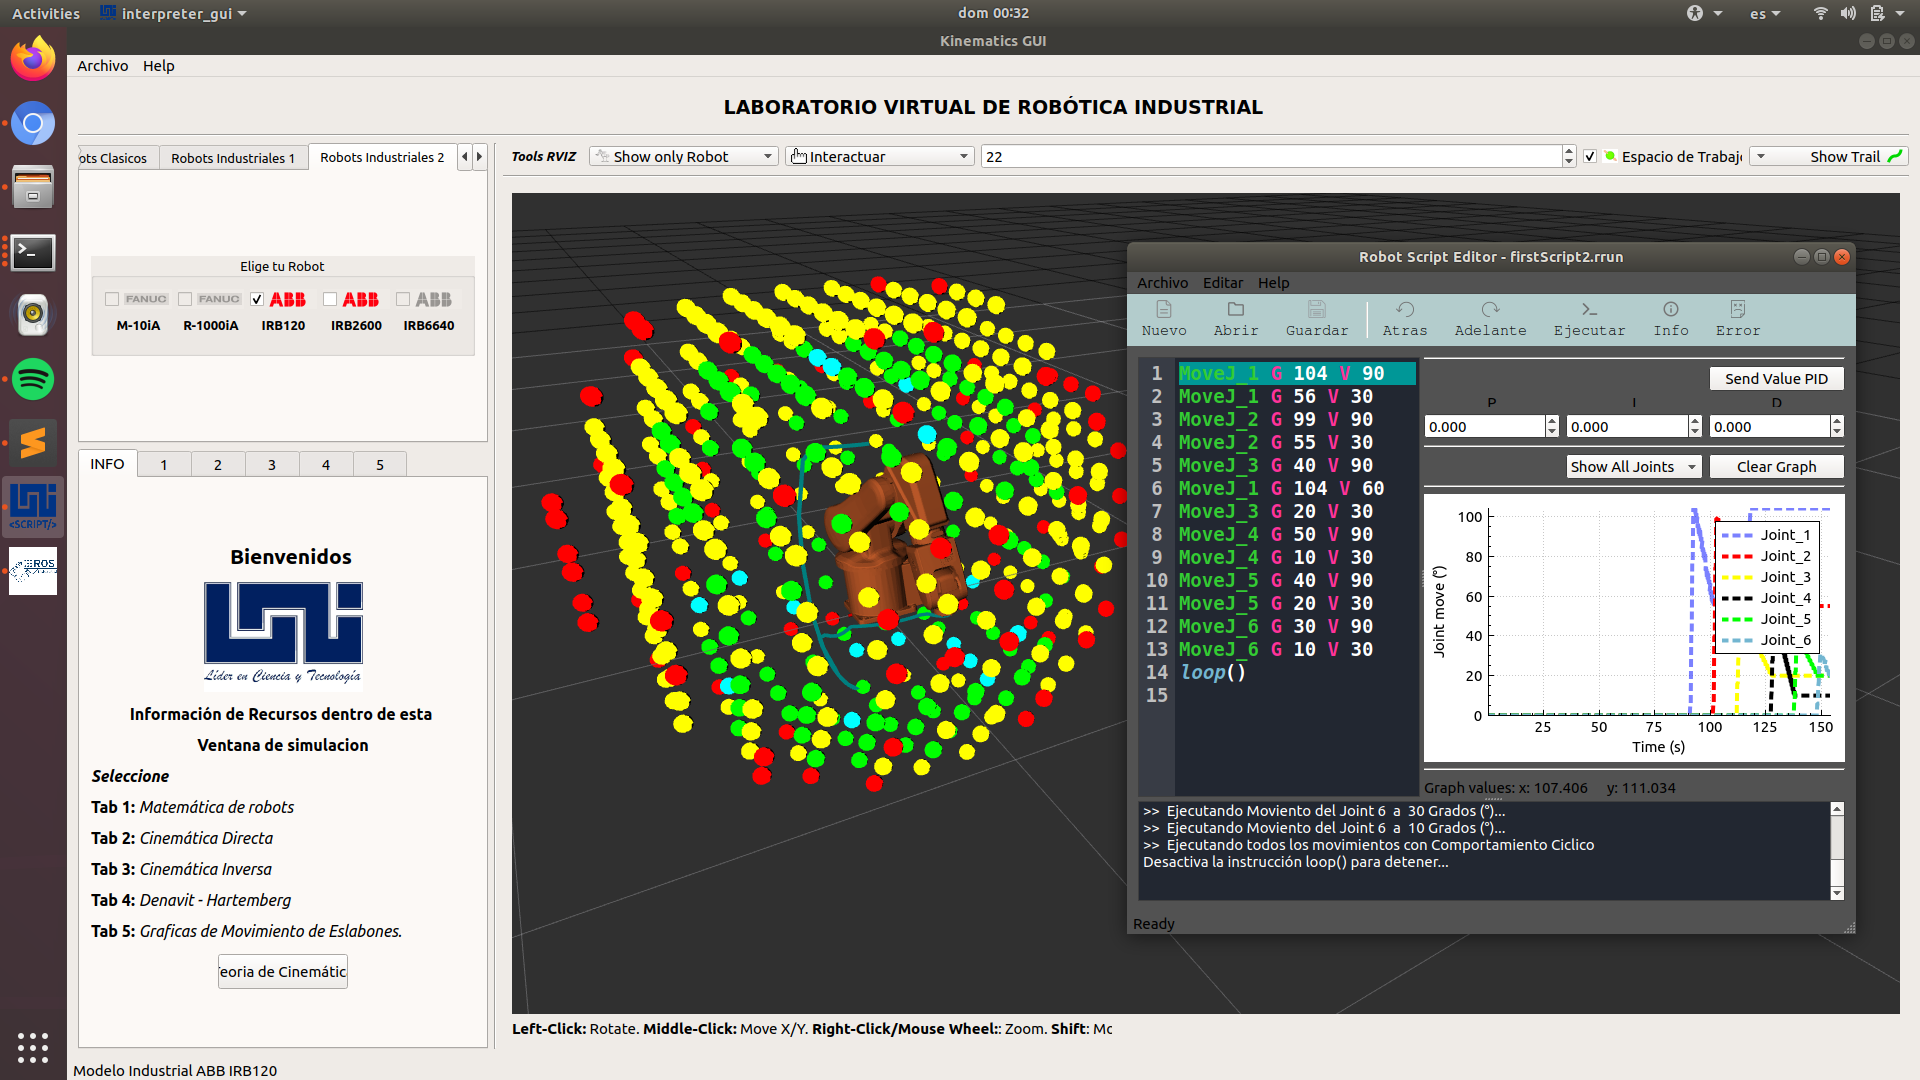 Activities interpreter_gui dom 00:32 es
Kinematics GUI
Archivo Help
LABORATORIO VIRTUAL DE ROBÓTICA INDUSTRIAL
ots Clasicos Robots Industriales 1 Robots Industriales 2
Tools RVIZ Show only Robot Interactuar 22 Espacio de Trabaj Show Trail
Elige tu Robot
FANUC FANUC ABB ABB ABB
M-10iA R-1000iA IRB120 IRB2600 IRB6640
INFO 1 2 3 4 5
Bienvenidos
Líder en Ciencia y Tecnología
Información de Recursos dentro de esta
Ventana de simulacion
Seleccione
Tab 1: Matemática de robots
Tab 2: Cinemática Directa
Tab 3: Cinemática Inversa
Tab 4: Denavit - Hartemberg
Tab 5: Graficas de Movimiento de Eslabones.
eoria de Cinemátic
<SCRIPT/>
ROS
Robot Script Editor - firstScript2.rrun
Archivo Editar Help
Nuevo Abrir Guardar Atras Adelante Ejecutar Info Error
1 MoveJ_1 G 104 V 90
2 MoveJ_1 G 56 V 30
3 MoveJ_2 G 99 V 90
4 MoveJ_2 G 55 V 30
5 MoveJ_3 G 40 V 90
6 MoveJ_1 G 104 V 60
7 MoveJ_3 G 20 V 30
8 MoveJ_4 G 50 V 90
9 MoveJ_4 G 10 V 30
10 MoveJ_5 G 40 V 90
11 MoveJ_5 G 20 V 30
12 MoveJ_6 G 30 V 90
13 MoveJ_6 G 10 V 30
14 loop()
15
Send Value PID
P I D
0.000 0.000 0.000
Show All Joints Clear Graph
100
80
60
40
20
0
Joint move (°)
Joint_1
Joint_2
Joint_3
Joint_4
Joint_5
Joint_6
25 50 75 100 125 150
Time (s)
Graph values: x: 107.406 y: 111.034
>> Ejecutando Moviento del Joint 6 a 30 Grados (°)...
>> Ejecutando Moviento del Joint 6 a 10 Grados (°)...
>> Ejecutando todos los movimientos con Comportamiento Ciclico
Desactiva la instrucción loop() para detener...
Ready
Left-Click: Rotate. Middle-Click: Move X/Y. Right-Click/Mouse Wheel:: Zoom. Shift: Mc
Modelo Industrial ABB IRB120